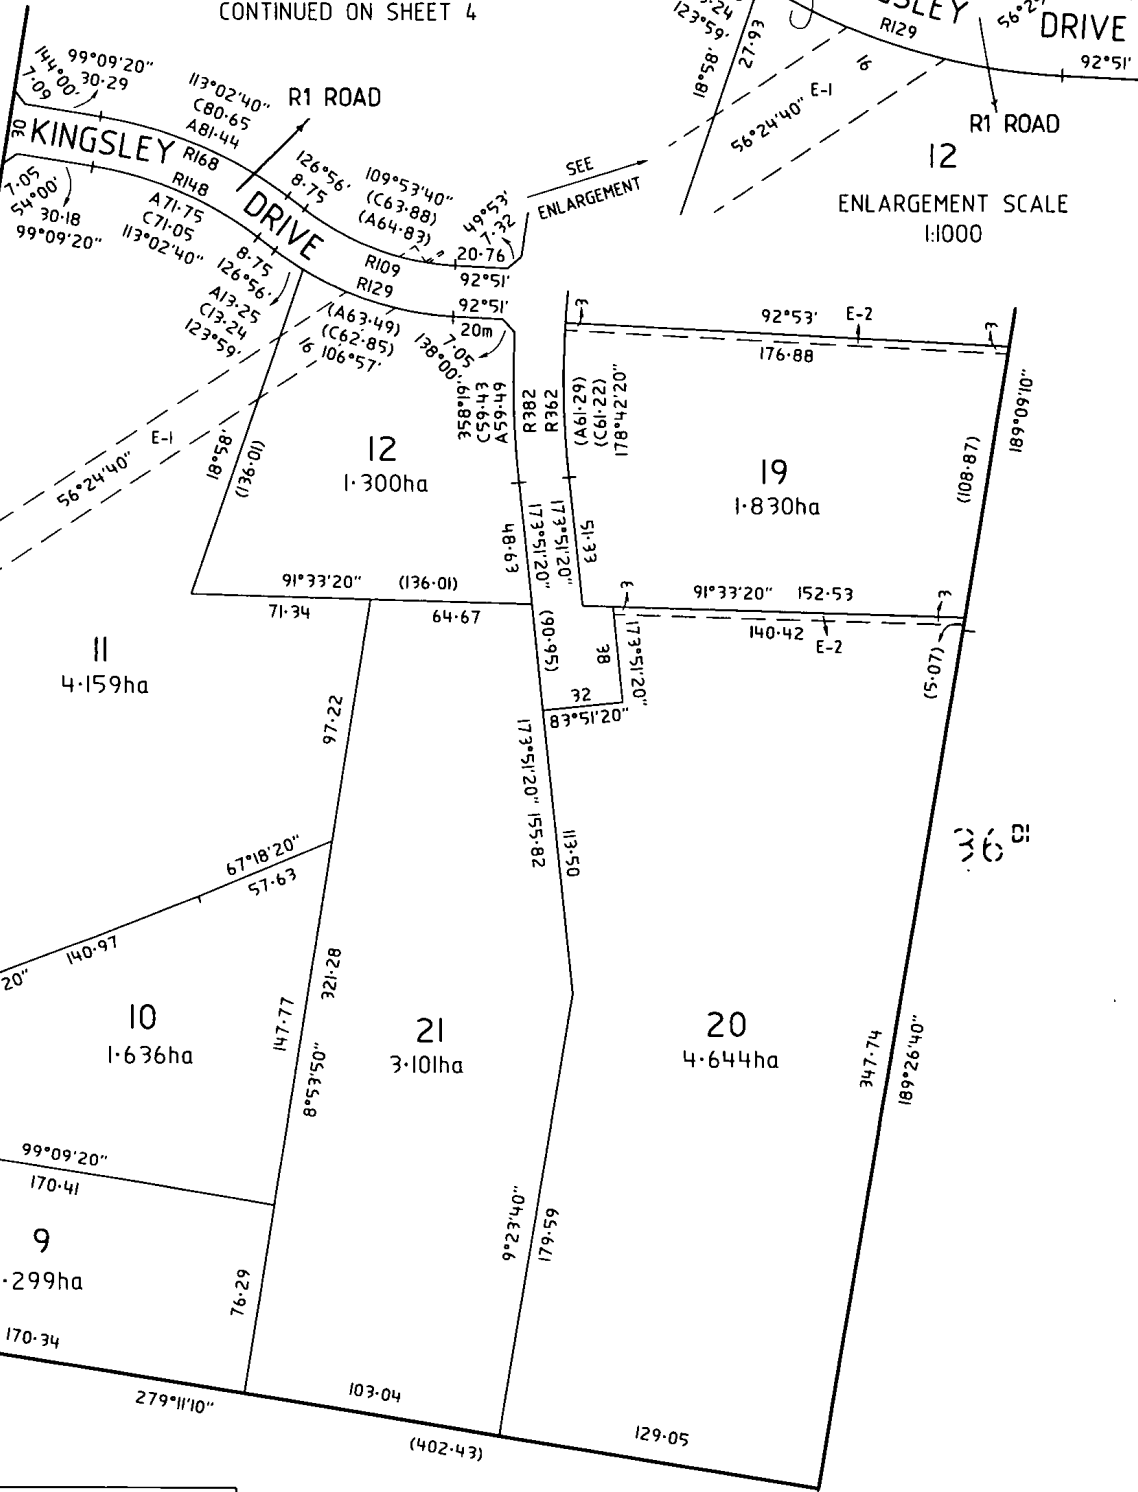 CONTINUED ON SHEET 4
144°00'
7·09
99°09'20"
30·29
113°02'40"
C80·65
A81·44
R1 ROAD
30
KINGSLEY
DRIVE
R168
R148
126°56'
8·75
109°53'40"
(C63·88)
(A64·83)
49°53'
7·32
20·76
92°51'
R109
R129
7·05
54°00'
30·18
99°09'20"
A71·75
C71·05
113°02'40"
8·75
126°56'
A13·25
C13·24
123°59'
(A63·49)
(C62·85)
106°57'
16
92°51'
20m
7·05
138°00'
SEE
ENLARGEMENT
123°59'
18°58'
27·93
R129
DRIVE
92°51'
16
E-1
56°24'40"
R1 ROAD
12
ENLARGEMENT SCALE
1:1000
358°19'
C59·43
A59·49
R382
R362
(A61·29)
(C61·22)
178°42'20"
3
92°53'
E-2
3
176·88
189°09'10"
(108·87)
19
1·830ha
12
1·300ha
18°58'
(136·01)
E-1
56°24'40"
48·63
173°51'20"
173°51'20"
51·33
91°33'20"
(136·01)
71·34
64·67
(90·95)
3
91°33'20"
152·53
3
140·42
E-2
(5·07)
38
173°51'20"
32
83°51'20"
11
4·159ha
97·22
173°51'20"
155·82
113·50
36
D1
67°18'20"
57·63
140·97
20"
10
1·636ha
147·77
321·28
8°53'50"
21
3·101ha
20
4·644ha
347·74
189°26'40"
99°09'20"
170·41
9
·299ha
76·29
9°23'40"
179·59
170·34
279°11'10"
103·04
(402·43)
129·05